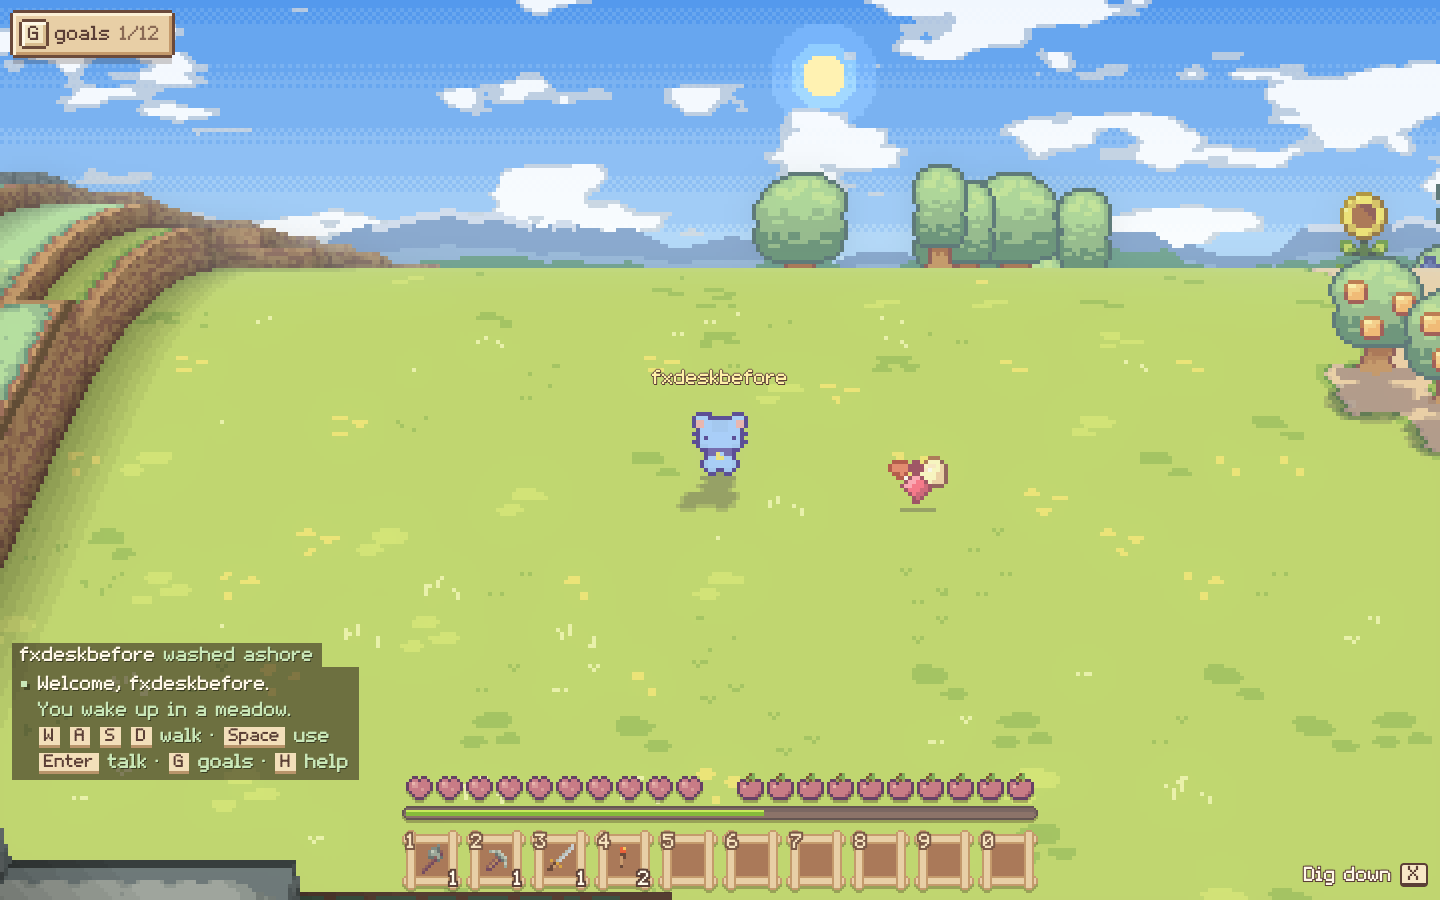 G goals 1/12
fxdeskbefore
fxdeskbefore washed ashore
Welcome, fxdeskbefore.
You wake up in a meadow.
W A S D walk · Space use
Enter talk · G goals · H help
1 2 3 4 5 6 7 8 9 0
1 1 1 2
Dig down X